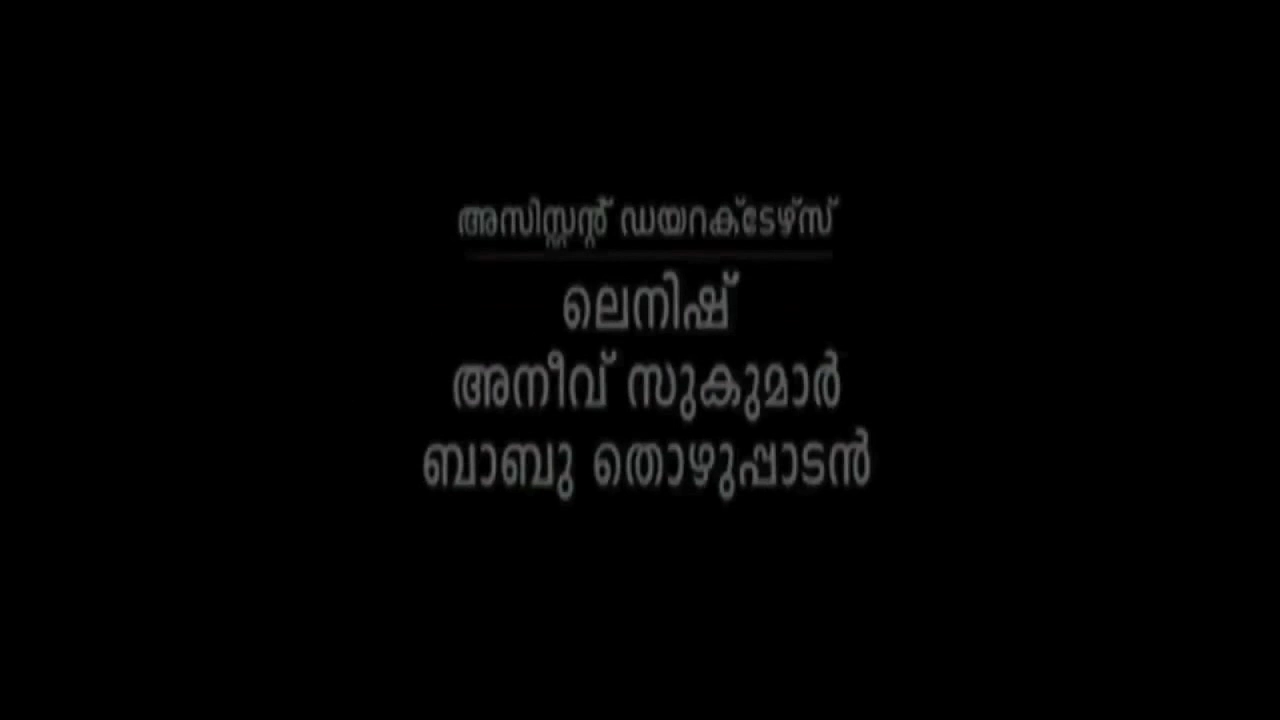 അസിസ്റ്റന്റ് ഡയറക്ടേഴ്സ്
ലെനിഷ്
അനീവ് സുകുമാർ
ബാബു തൊഴുപ്പാടൻ